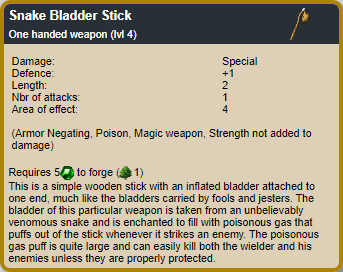 Snake Bladder Stick
One handed weapon (lvl 4)
Damage: Special
Defence: +1
Length: 2
Nbr of attacks: 1
Area of effect: 4
(Armor Negating, Poison, Magic weapon, Strength not added to
damage)
Requires 5 to forge ( 1)
This is a simple wooden stick with an inflated bladder attached to
one end, much like the bladders carried by fools and jesters. The
bladder of this particular weapon is taken from an unbelievably
venomous snake and is enchanted to fill with poisonous gas that
puffs out of the stick whenever it strikes an enemy. The poisonous
gas puff is quite large and can easily kill both the wielder and his
enemies unless they are properly protected.